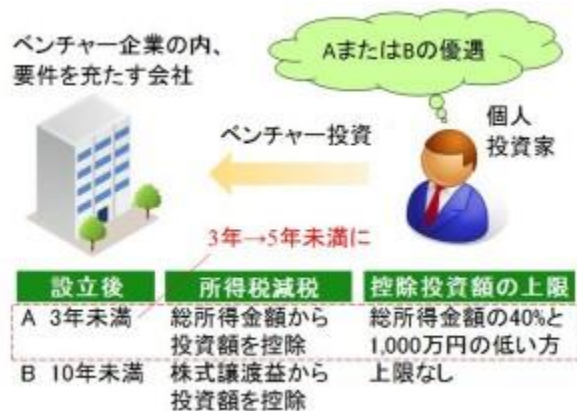 ベンチャー企業の内、
要件を充たす会社
AまたはBの優遇
個人
投資家
ベンチャー投資
3年→5年未満に
設立後 所得税減税 控除投資額の上限
A 3年未満 総所得金額から 総所得金額の40%と
投資額を控除 1,000万円の低い方
B 10年未満 株式譲渡益から 上限なし
投資額を控除